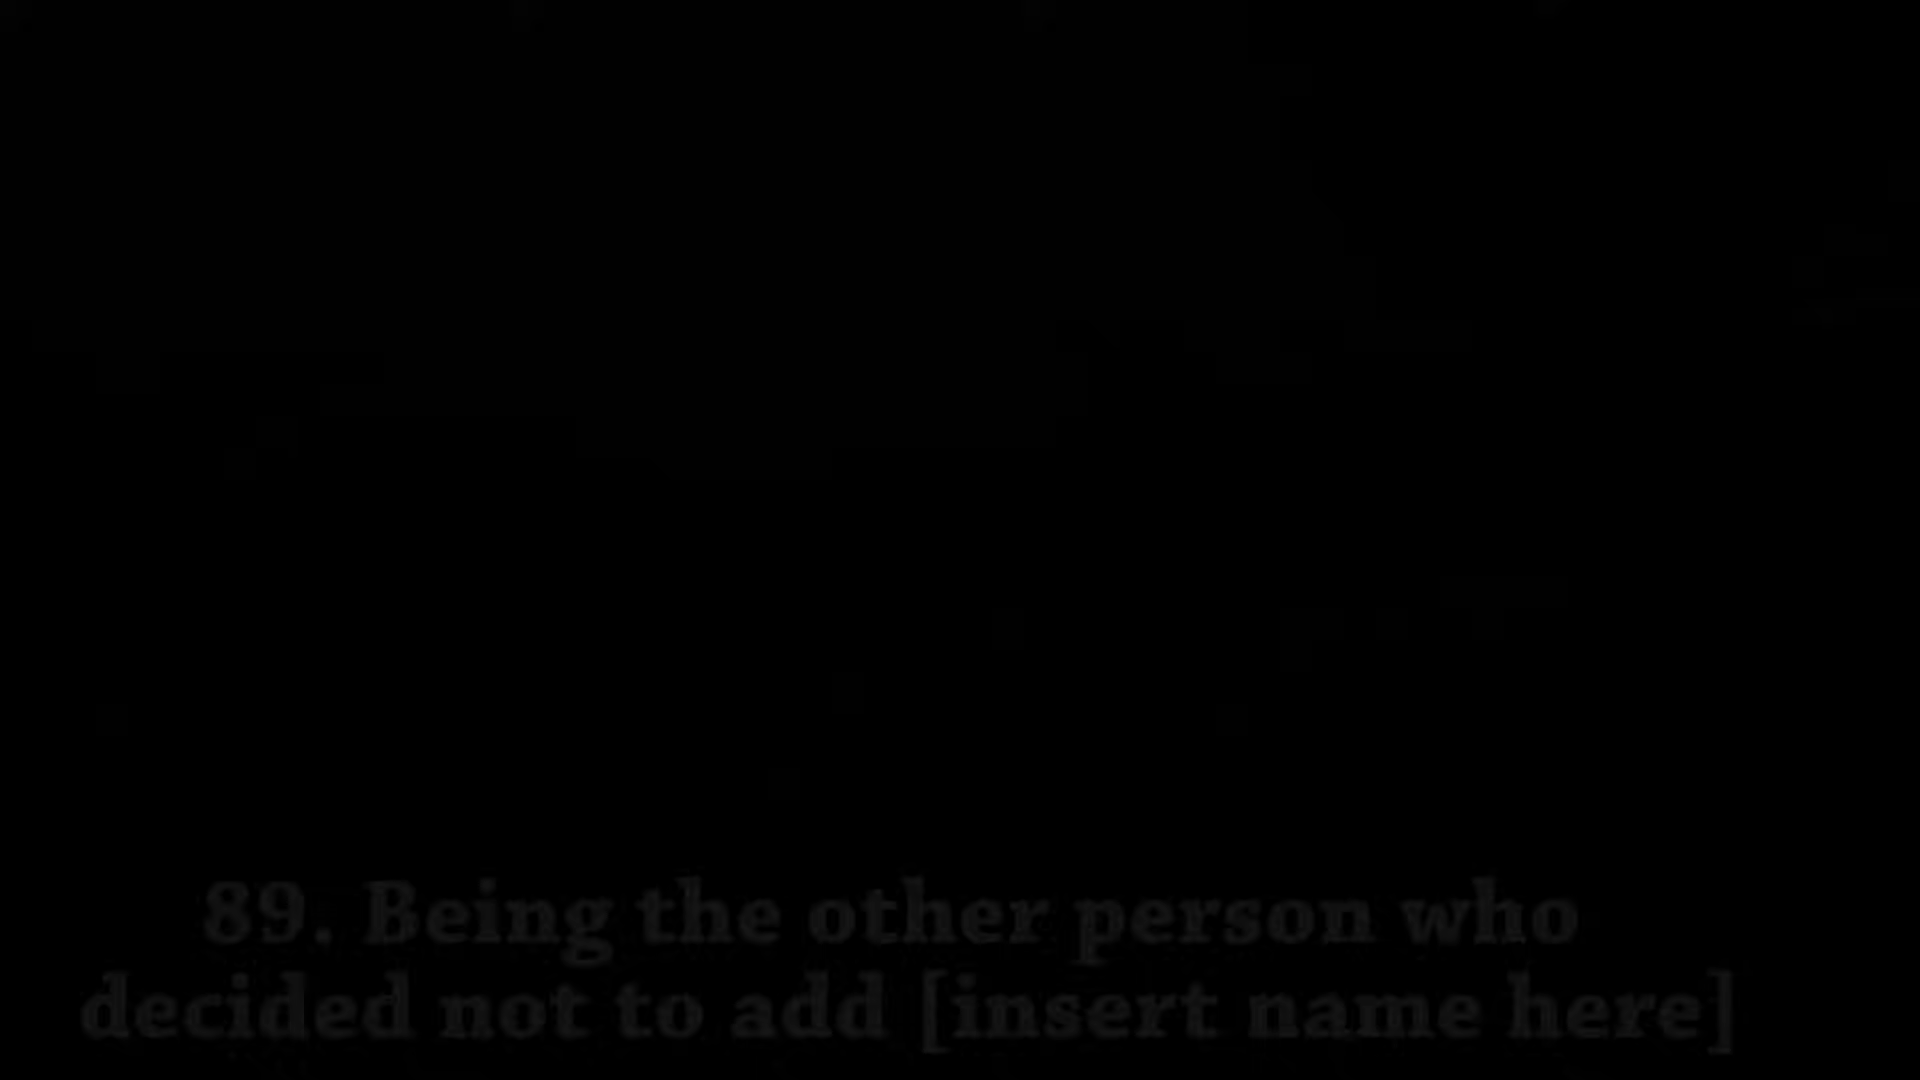 89. Being the other person who
decided not to add [insert name here]